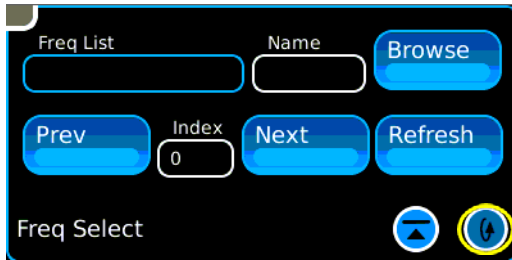 Freq List Name
Browse
Prev Index Next Refresh
0
Freq Select